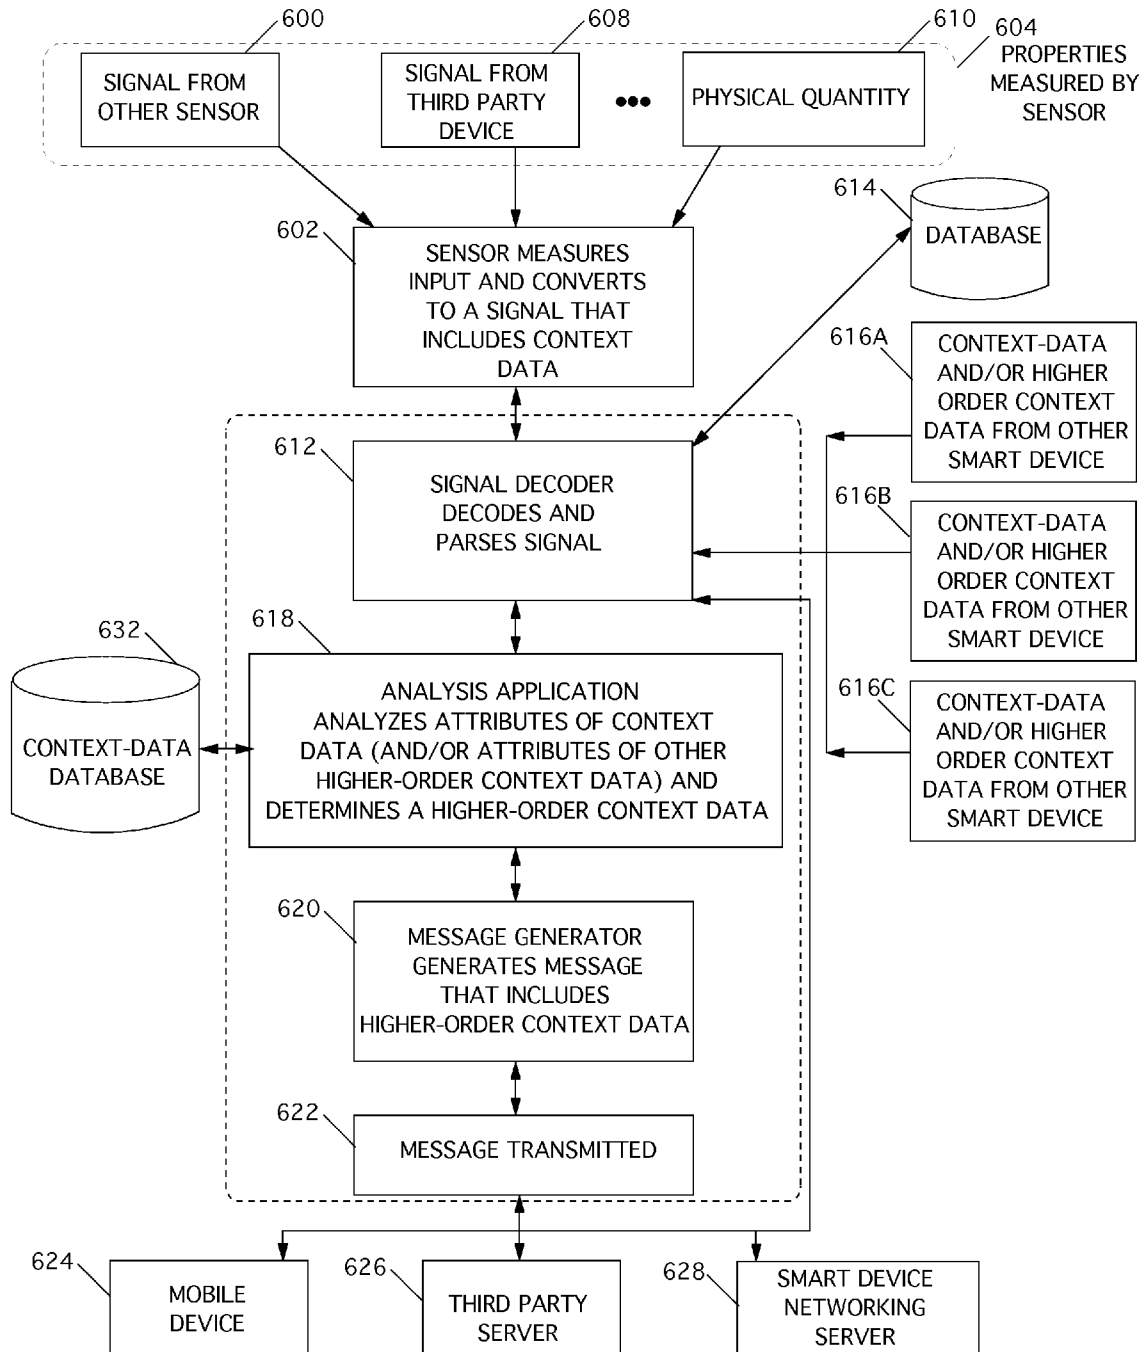 600
608
610
604
PROPERTIES
MEASURED BY
SENSOR
SIGNAL FROM
OTHER SENSOR
SIGNAL FROM
THIRD PARTY
DEVICE
PHYSICAL QUANTITY
614
DATABASE
602
SENSOR MEASURES
INPUT AND CONVERTS
TO A SIGNAL THAT
INCLUDES CONTEXT
DATA
616A
CONTEXT-DATA
AND/OR HIGHER
ORDER CONTEXT
DATA FROM OTHER
SMART DEVICE
612
SIGNAL DECODER
DECODES AND
PARSES SIGNAL
616B
CONTEXT-DATA
AND/OR HIGHER
ORDER CONTEXT
DATA FROM OTHER
SMART DEVICE
632
CONTEXT-DATA
DATABASE
618
ANALYSIS APPLICATION
ANALYZES ATTRIBUTES OF CONTEXT
DATA (AND/OR ATTRIBUTES OF OTHER
HIGHER-ORDER CONTEXT DATA) AND
DETERMINES A HIGHER-ORDER CONTEXT DATA
616C
CONTEXT-DATA
AND/OR HIGHER
ORDER CONTEXT
DATA FROM OTHER
SMART DEVICE
620
MESSAGE GENERATOR
GENERATES MESSAGE
THAT INCLUDES
HIGHER-ORDER CONTEXT DATA
622
MESSAGE TRANSMITTED
624
MOBILE
DEVICE
626
THIRD PARTY
SERVER
628
SMART DEVICE
NETWORKING
SERVER